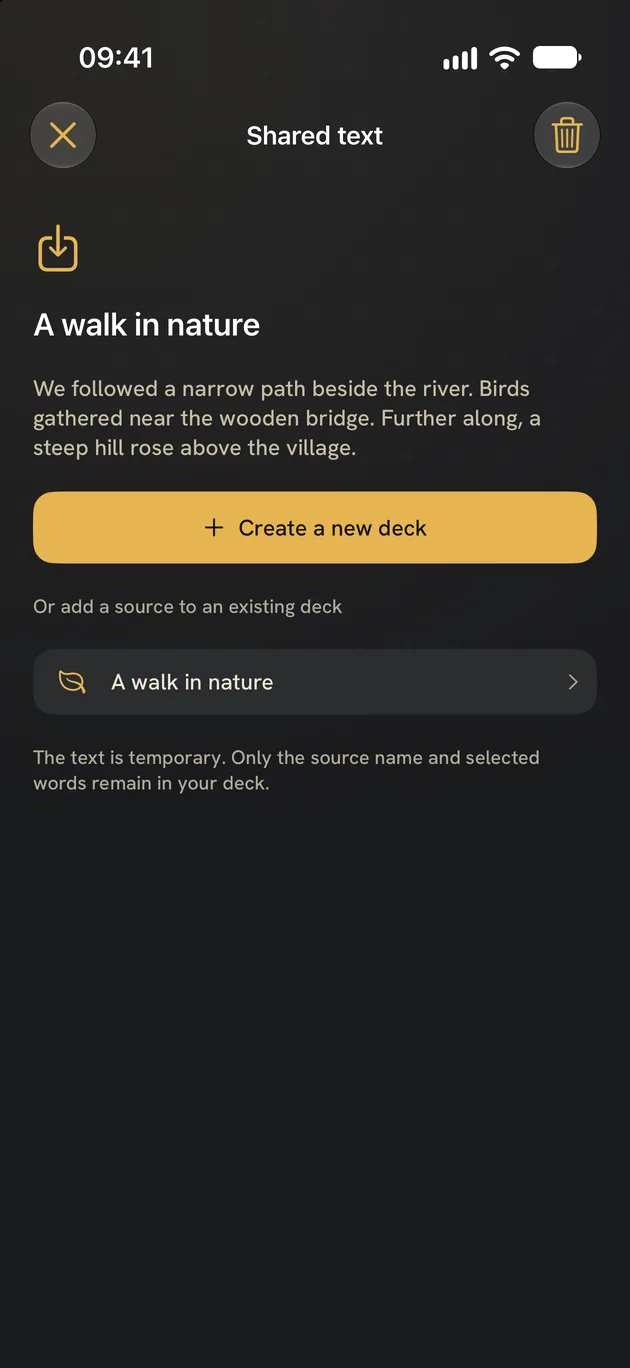 09:41
Shared text
A walk in nature
We followed a narrow path beside the river. Birds
gathered near the wooden bridge. Further along, a
steep hill rose above the village.
Create a new deck
Or add a source to an existing deck
A walk in nature
The text is temporary. Only the source name and selected
words remain in your deck.